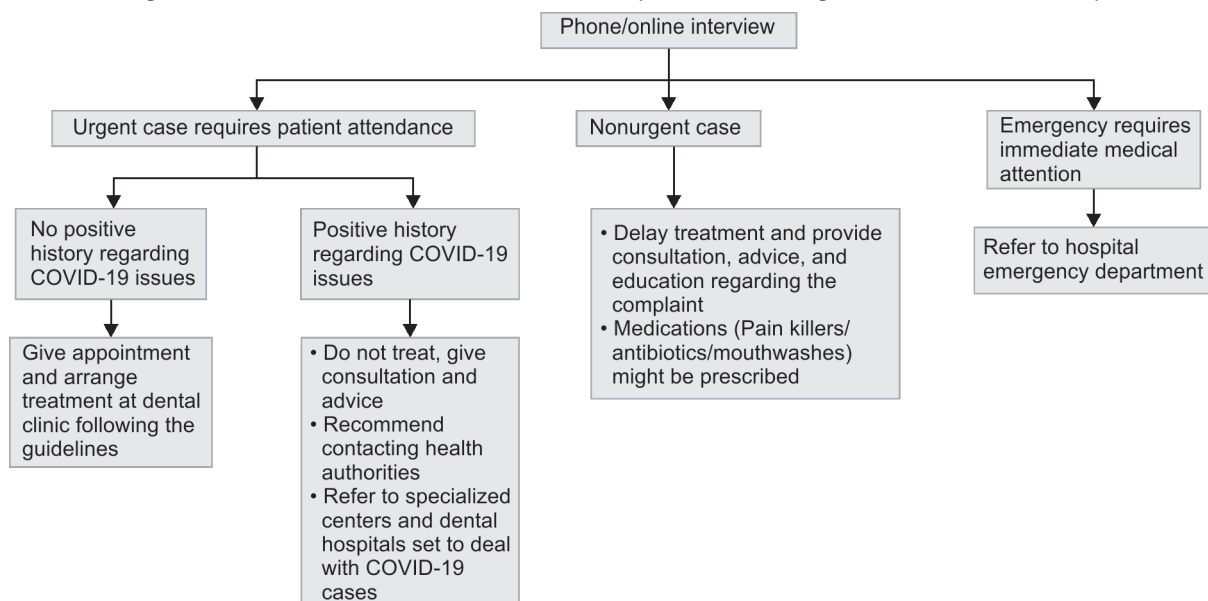 Phone/online interview
Urgent case requires patient attendance
Nonurgent case
Emergency requires
immediate medical
attention
No positive
history regarding
COVID-19 issues
Positive history
regarding COVID-19
issues
• Delay treatment and provide
consultation, advice, and
education regarding the
complaint
• Medications (Pain killers/
antibiotics/mouthwashes)
might be prescribed
Refer to hospital
emergency department
Give appointment
and arrange
treatment at dental
clinic following the
guidelines
• Do not treat, give
consultation and
advice
• Recommend
contacting health
authorities
• Refer to specialized
centers and dental
hospitals set to deal
with COVID-19
cases